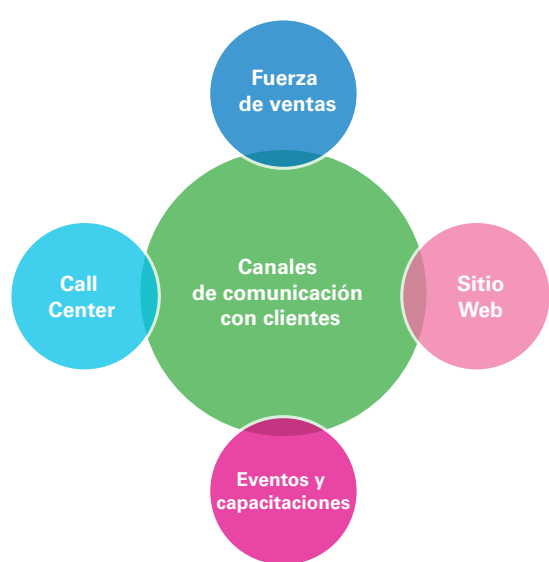 Fuerza
de ventas
Canales
de comunicación
con clientes
Call
Center
Sitio
Web
Eventos y
capacitaciones